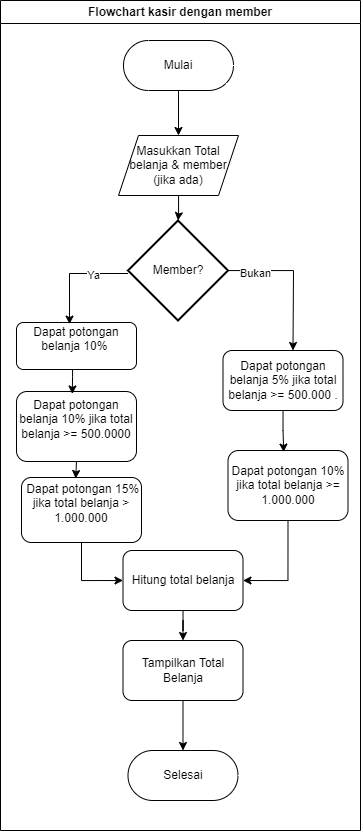 Flowchart kasir dengan member
Mulai
Masukkan Total
belanja & member
(jika ada)
Member?
Ya
Bukan
Dapat potongan
belanja 10%
Dapat potongan
belanja 10% jika total
belanja >= 500.0000
Dapat potongan 15%
jika total belanja >
1.000.000
Dapat potongan
belanja 5% jika total
belanja >= 500.000 .
Dapat potongan 10%
jika total belanja >=
1.000.000
Hitung total belanja
Tampilkan Total
Belanja
Selesai